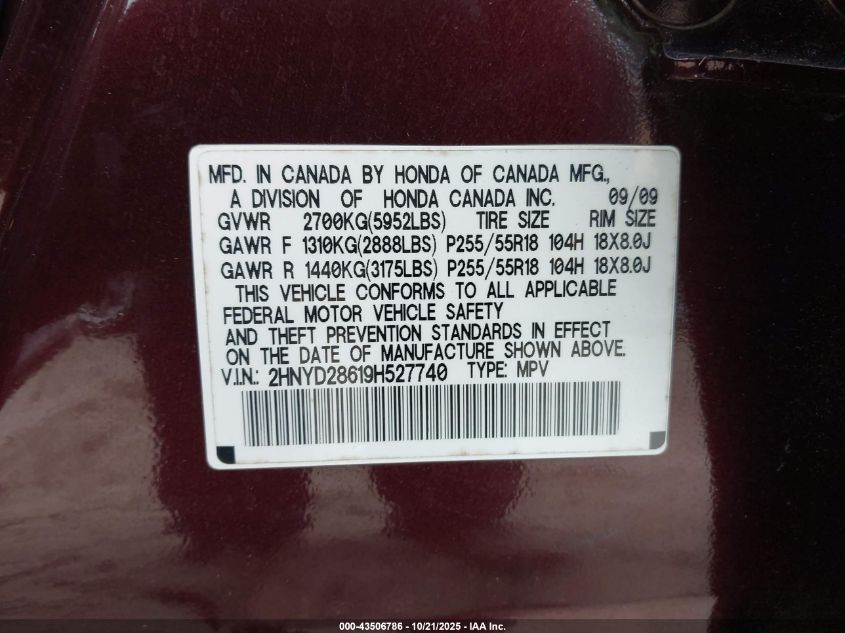 MFD. IN CANADA BY HONDA OF CANADA MFG.,
A DIVISION OF HONDA CANADA INC. 09/09
GVWR 2700KG(5952LBS) TIRE SIZE RIM SIZE
GAWR F 1310KG(2888LBS) P255/55R18 104H 18X8.0J
GAWR R 1440KG(3175LBS) P255/55R18 104H 18X8.0J
THIS VEHICLE CONFORMS TO ALL APPLICABLE
FEDERAL MOTOR VEHICLE SAFETY
AND THEFT PREVENTION STANDARDS IN EFFECT
ON THE DATE OF MANUFACTURE SHOWN ABOVE.
V.I.N.: 2HNYD28619H527740 TYPE: MPV
000-43506786 - 10/21/2025 - IAA Inc.